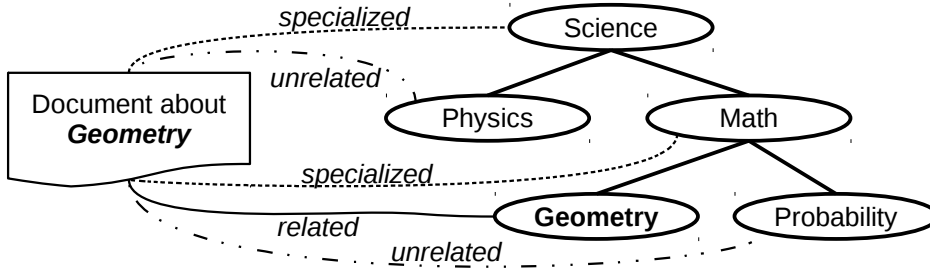 specialized
Science
unrelated
Document about
Geometry
Physics
Math
specialized
related
Geometry
Probability
unrelated